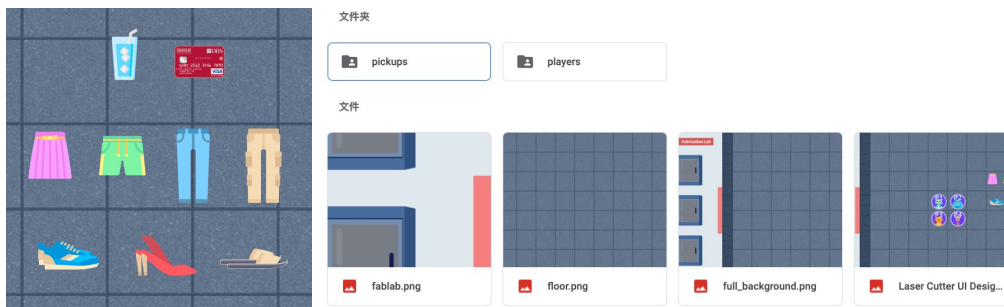 文件夹
pickups
players
文件
Fabrication Lab
VISA
fablab.png
floor.png
full_background.png
Laser Cutter UI Desig...